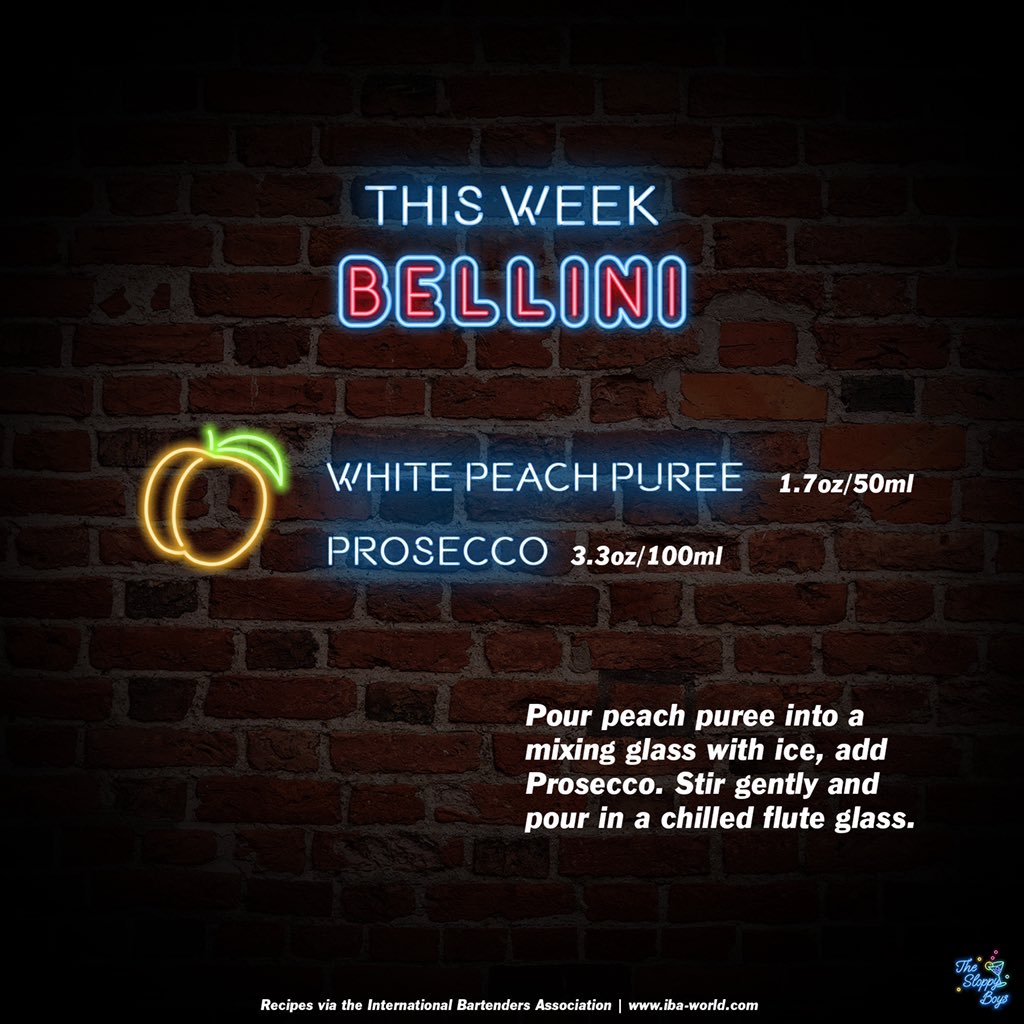 THIS WEEK
BELLINI
WHITE PEACH PUREE 1.7oz/50ml
PROSECCO 3.3oz/100ml
Pour peach puree into a
mixing glass with ice, add
Prosecco. Stir gently and
pour in a chilled flute glass.
The
Sloppy
Boys
Recipes via the International Bartenders Association | www.iba-world.com